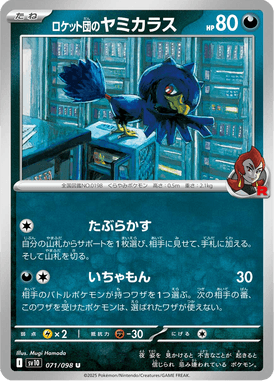 たね
ロケット団のヤミカラス
HP80
全国図鑑 NO.0198 くらやみポケモン 高さ：0.5m 重さ：2.1kg
たぶらかす
自分の山札からサポートを1枚選び、相手に見せて、手札に加える。そ
して山札を切る。
いちゃもん 30
相手のバトルポケモンが持つワザを1つ選ぶ。次の相手の番、こ
のワザを受けたポケモンは、選ばれたワザが使えない。
弱点 ×2 抵抗力 -30 にげる
Illus. Mugi Hamada
I sv10 071/098 U
©2025 Pokémon/Nintendo/Creatures/GAME FREAK.